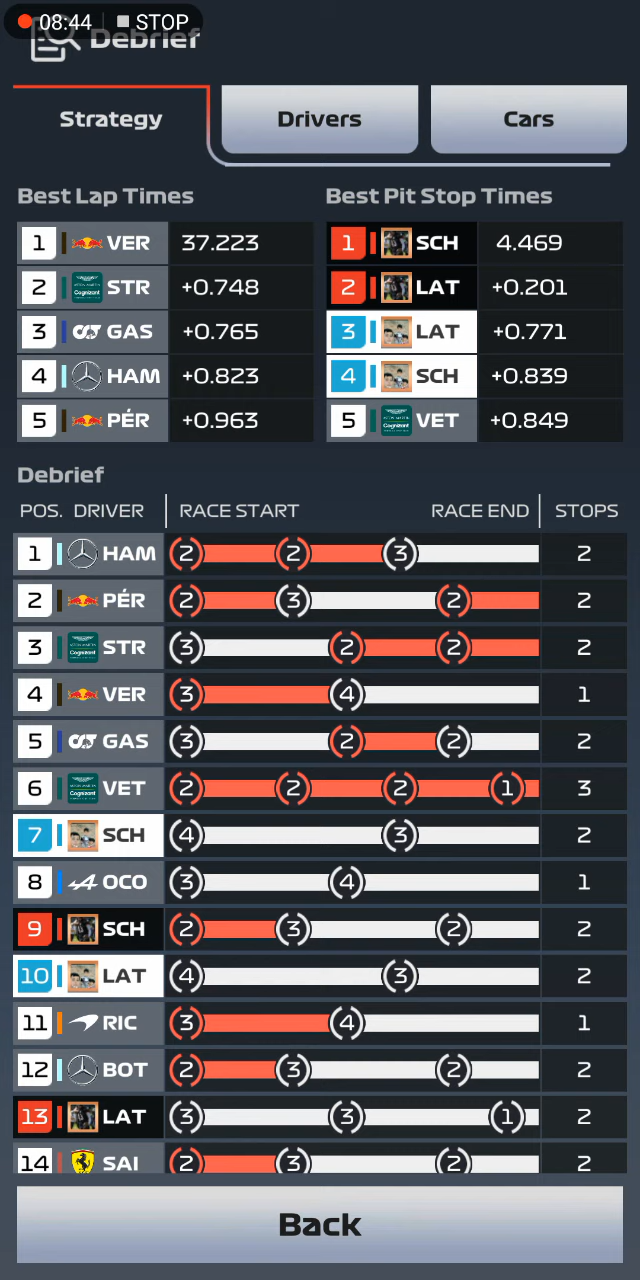 08:44 STOP
Debrief
Strategy Drivers Cars
Best Lap Times Best Pit Stop Times
1 VER 37.223 1 SCH 4.469
2 STR +0.748 2 LAT +0.201
3 GAS +0.765 3 LAT +0.771
4 HAM +0.823 4 SCH +0.839
5 PÉR +0.963 5 VET +0.849
Debrief
POS. DRIVER RACE START RACE END STOPS
1 HAM 2 2 3 2
2 PÉR 2 3 2 2
3 STR 3 2 2 2
4 VER 3 4 1
5 GAS 3 2 2 2
6 VET 2 2 2 1 3
7 SCH 4 3 2
8 OCO 3 4 1
9 SCH 2 3 2 2
10 LAT 4 3 2
11 RIC 3 4 1
12 BOT 2 3 2 2
13 LAT 3 3 1 2
14 SAI 2 3 2 2
Back